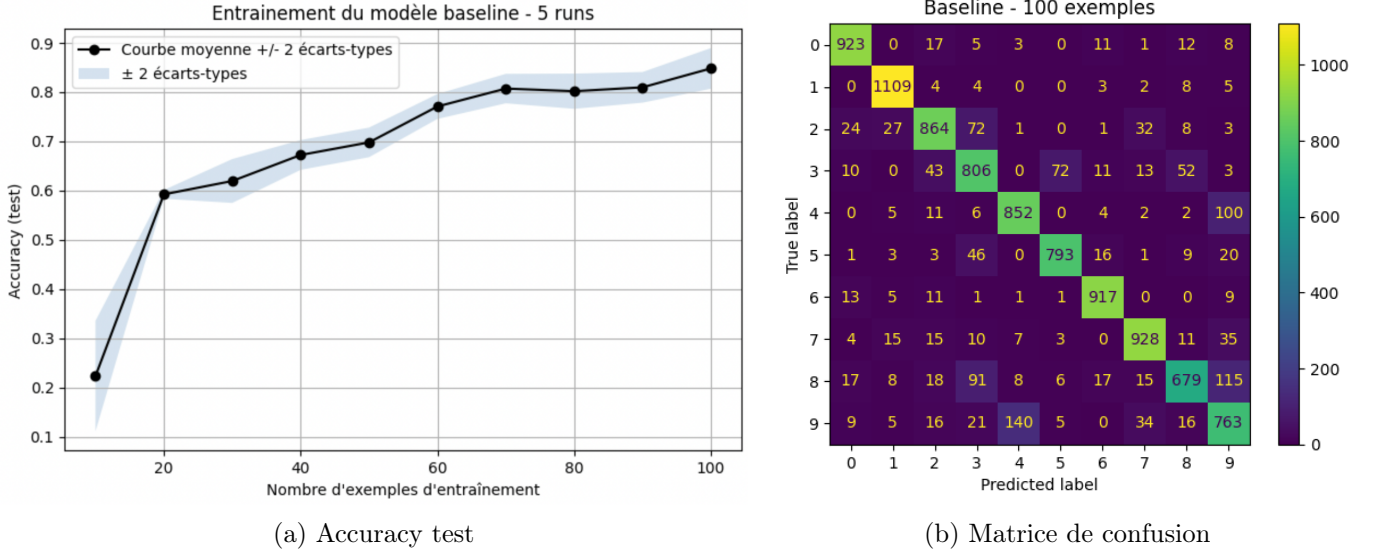 Entrainement du modèle baseline - 5 runs
Courbe moyenne +/- 2 écarts-types
± 2 écarts-types
0.9
0.8
0.7
0.6
0.5
0.4
0.3
0.2
0.1
Accuracy (test)
20 40 60 80 100
Nombre d'exemples d'entraînement
(a) Accuracy test
Baseline - 100 exemples
True label
0 923 0 17 5 3 0 11 1 12 8
1 0 1109 4 4 0 0 3 2 8 5
2 24 27 864 72 1 0 1 32 8 3
3 10 0 43 806 0 72 11 13 52 3
4 0 5 11 6 852 0 4 2 2 100
5 1 3 3 46 0 793 16 1 9 20
6 13 5 11 1 1 1 917 0 0 9
7 4 15 15 10 7 3 0 928 11 35
8 17 8 18 91 8 6 17 15 679 115
9 9 5 16 21 140 5 0 34 16 763
0 1 2 3 4 5 6 7 8 9
Predicted label
1000
800
600
400
200
0
(b) Matrice de confusion